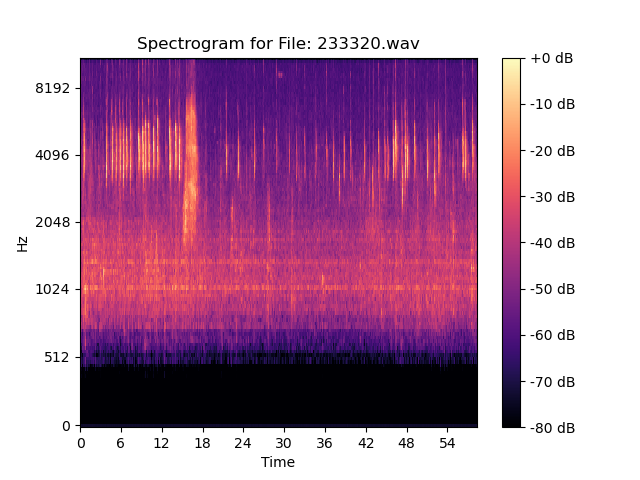 Spectrogram for File: 233320.wav
Hz
8192
4096
2048
1024
512
0
0 6 12 18 24 30 36 42 48 54
Time
+0 dB
-10 dB
-20 dB
-30 dB
-40 dB
-50 dB
-60 dB
-70 dB
-80 dB